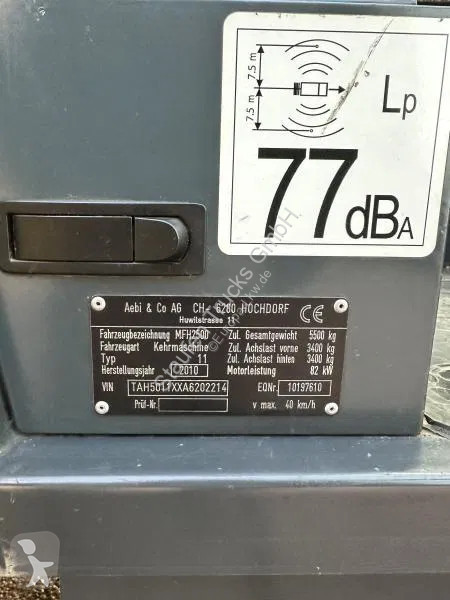 7.5 m
7.5 m
Lp
77 dBA
Aebi & Co AG CH- 6280 HOCHDORF CE
Huwilstrasse 11
Fahrzeugbezeichnung MFH2500 Zul. Gesamtgewicht 5500 kg
Fahrzeugart Kehrmaschine Zul. Achslast vorne 3400 kg
Typ 11 Zul. Achslast hinten 3400 kg
Herstellungsjahr 2010 Motorleistung 82 kW
VIN TAH5011XXA6202214 EQNr. 10197610
Prüf-Nr. v max. 40 km/h